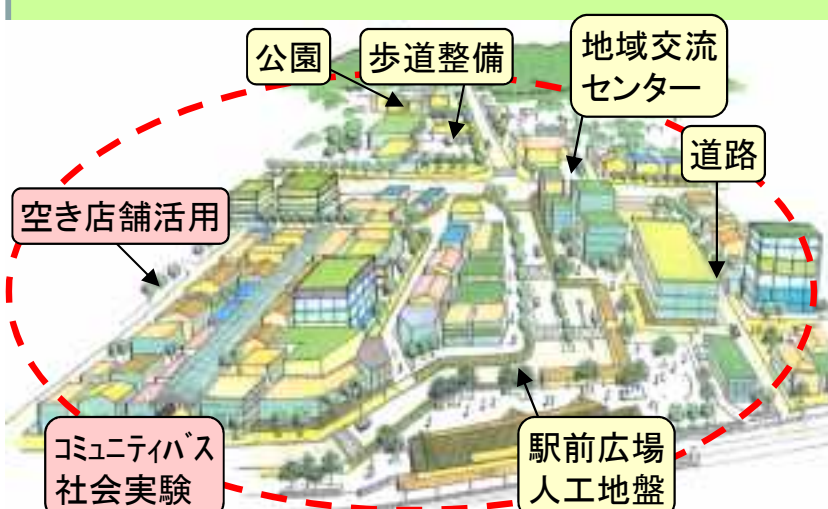 公園
歩道整備
地域交流
センター
道路
空き店舗活用
ｺﾐｭﾆﾃｨﾊﾞｽ
社会実験
駅前広場
人工地盤